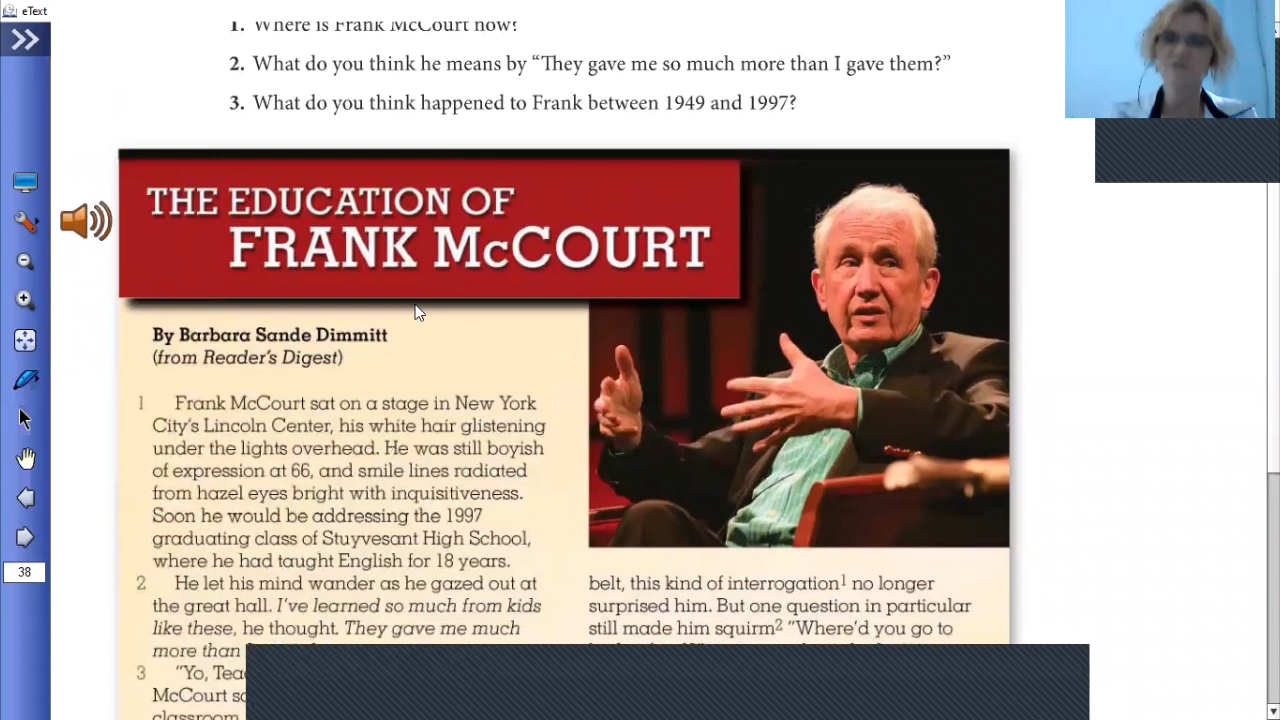 eText
1. Where is Frank McCourt now?
2. What do you think he means by “They gave me so much more than I gave them?”
3. What do you think happened to Frank between 1949 and 1997?
THE EDUCATION OF
FRANK McCOURT
By Barbara Sande Dimmitt
(from Reader's Digest)
1 Frank McCourt sat on a stage in New York
City's Lincoln Center, his white hair glistening
under the lights overhead. He was still boyish
of expression at 66, and smile lines radiated
from hazel eyes bright with inquisitiveness.
Soon he would be addressing the 1997
graduating class of Stuyvesant High School,
where he had taught English for 18 years.
2 He let his mind wander as he gazed out at
the great hall. I've learned so much from kids
like these, he thought. They gave me much
more than
3 “Yo, Teac
McCourt
classroom
belt, this kind of interrogation1 no longer
surprised him. But one question in particular
still made him squirm2 “Where'd you go to
38